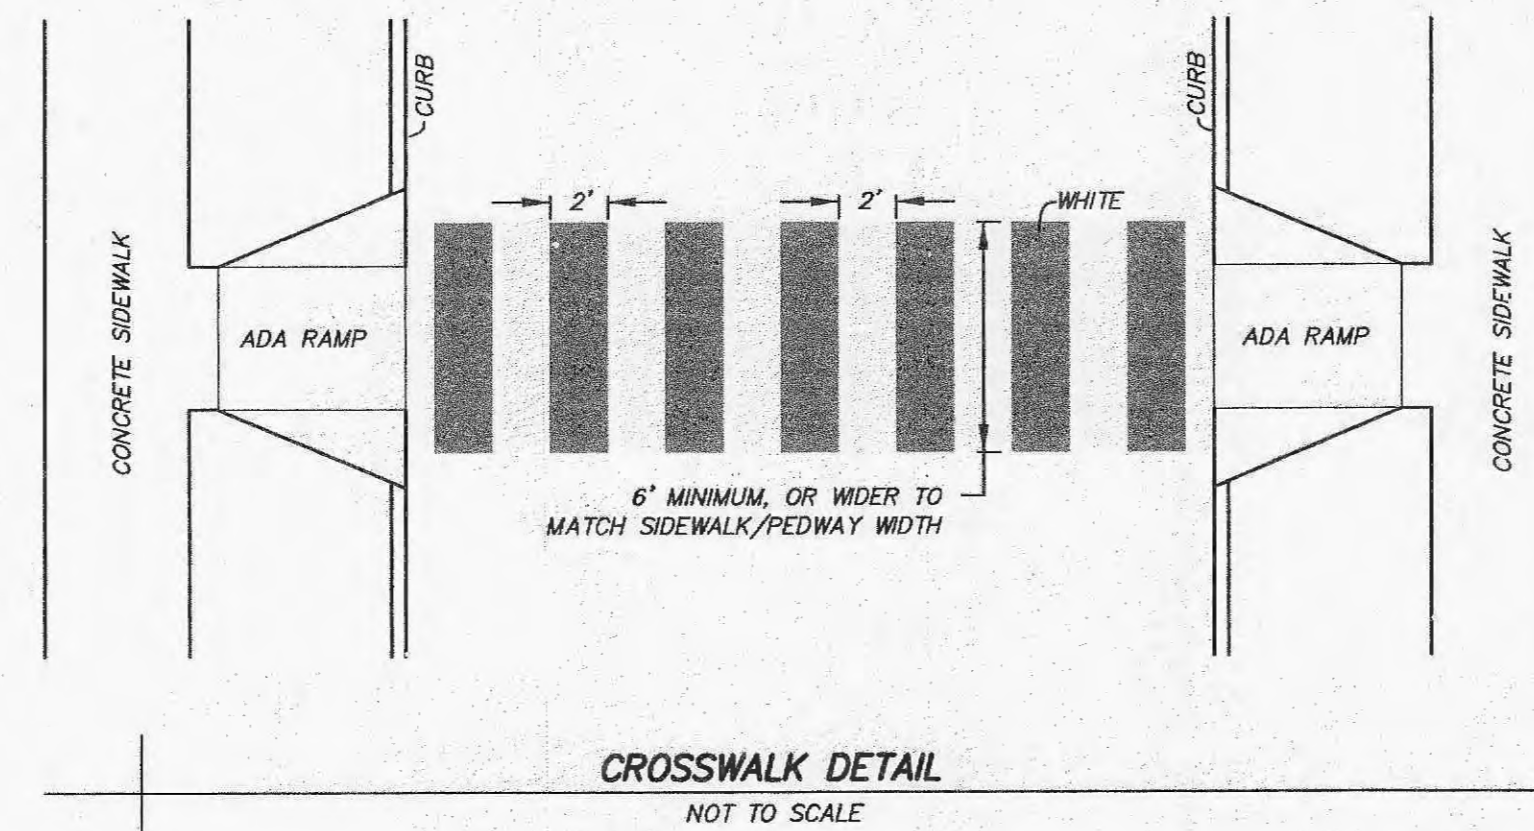 CURB
CURB
2'
2'
WHITE
CONCRETE SIDEWALK
ADA RAMP
ADA RAMP
CONCRETE SIDEWALK
6' MINIMUM, OR WIDER TO
MATCH SIDEWALK/PEDWAY WIDTH
CROSSWALK DETAIL
NOT TO SCALE